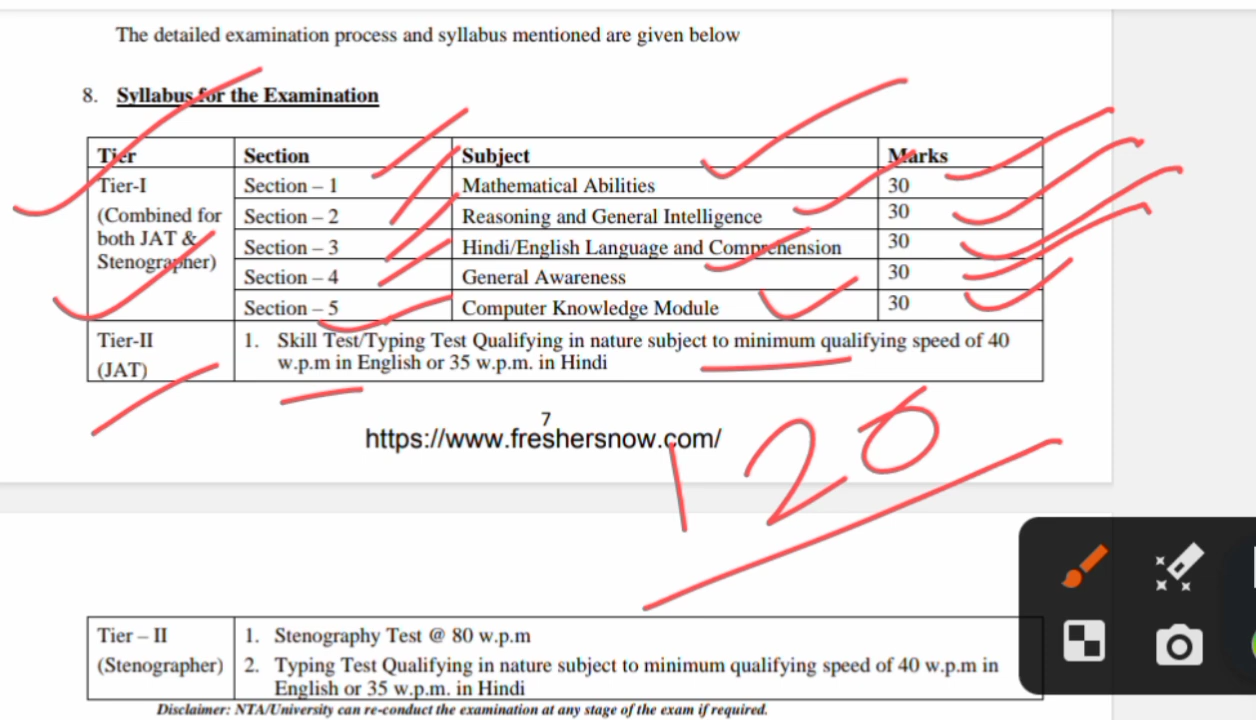 The detailed examination process and syllabus mentioned are given below
8. Syllabus for the Examination
Tier Section Subject Marks
Tier-I Section – 1 Mathematical Abilities 30
(Combined for Section – 2 Reasoning and General Intelligence 30
both JAT & Section – 3 Hindi/English Language and Comprehension 30
Stenographer) Section – 4 General Awareness 30
Section – 5 Computer Knowledge Module 30
Tier-II 1. Skill Test/Typing Test Qualifying in nature subject to minimum qualifying speed of 40
(JAT) w.p.m in English or 35 w.p.m. in Hindi
7
https://www.freshersnow.com/
120
Tier – II 1. Stenography Test @ 80 w.p.m
(Stenographer) 2. Typing Test Qualifying in nature subject to minimum qualifying speed of 40 w.p.m in
English or 35 w.p.m. in Hindi
Disclaimer: NTA/University can re-conduct the examination at any stage of the exam if required.